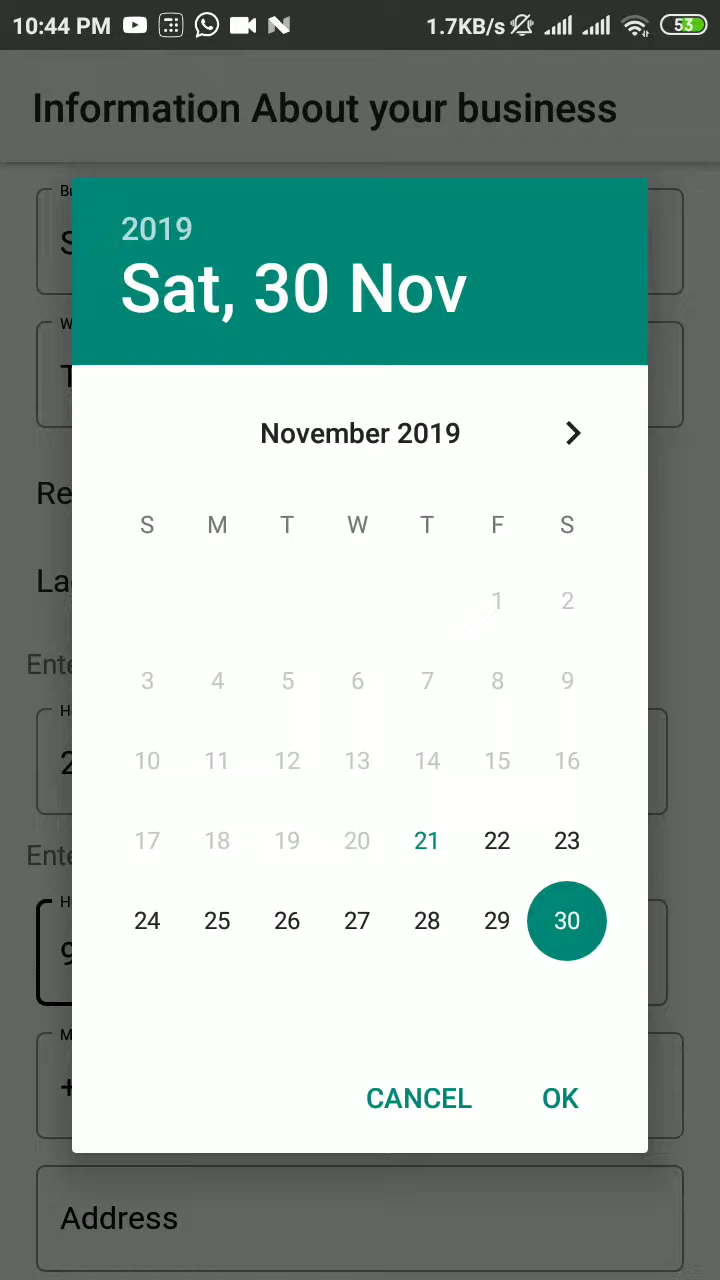 10:44 PM 1.7KB/s 53
Information About your business
2019
Sat, 30 Nov
November 2019
S M T W T F S
1 2
3 4 5 6 7 8 9
10 11 12 13 14 15 16
17 18 19 20 21 22 23
24 25 26 27 28 29 30
CANCEL OK
Address